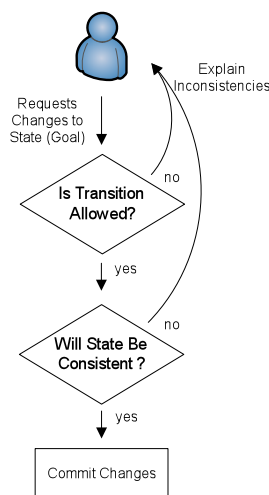 Explain
Inconsistencies
Requests
Changes to
State (Goal)
no
Is Transition
Allowed?
yes
no
Will State Be
Consistent ?
yes
Commit Changes